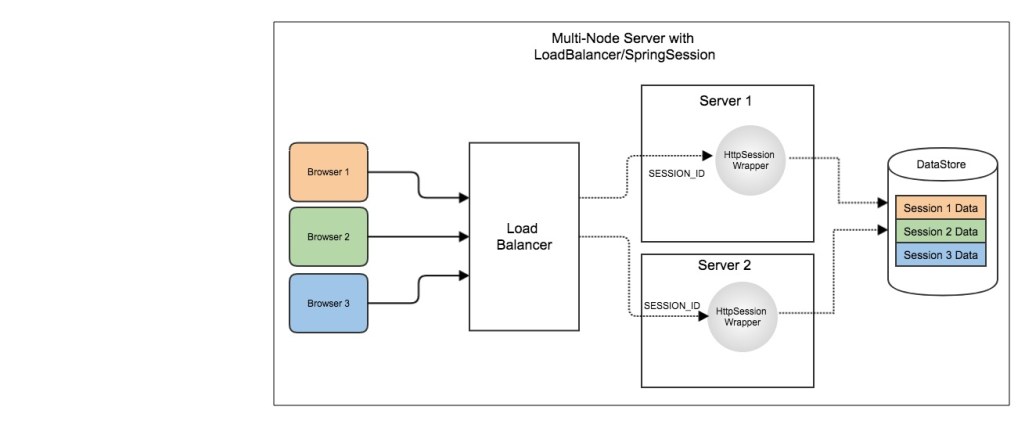 Multi-Node Server with
LoadBalancer/SpringSession
Browser 1
Browser 2
Browser 3
Load
Balancer
Server 1
HttpSession
Wrapper
SESSION_ID
Server 2
SESSION_ID
HttpSession
Wrapper
DataStore
Session 1 Data
Session 2 Data
Session 3 Data